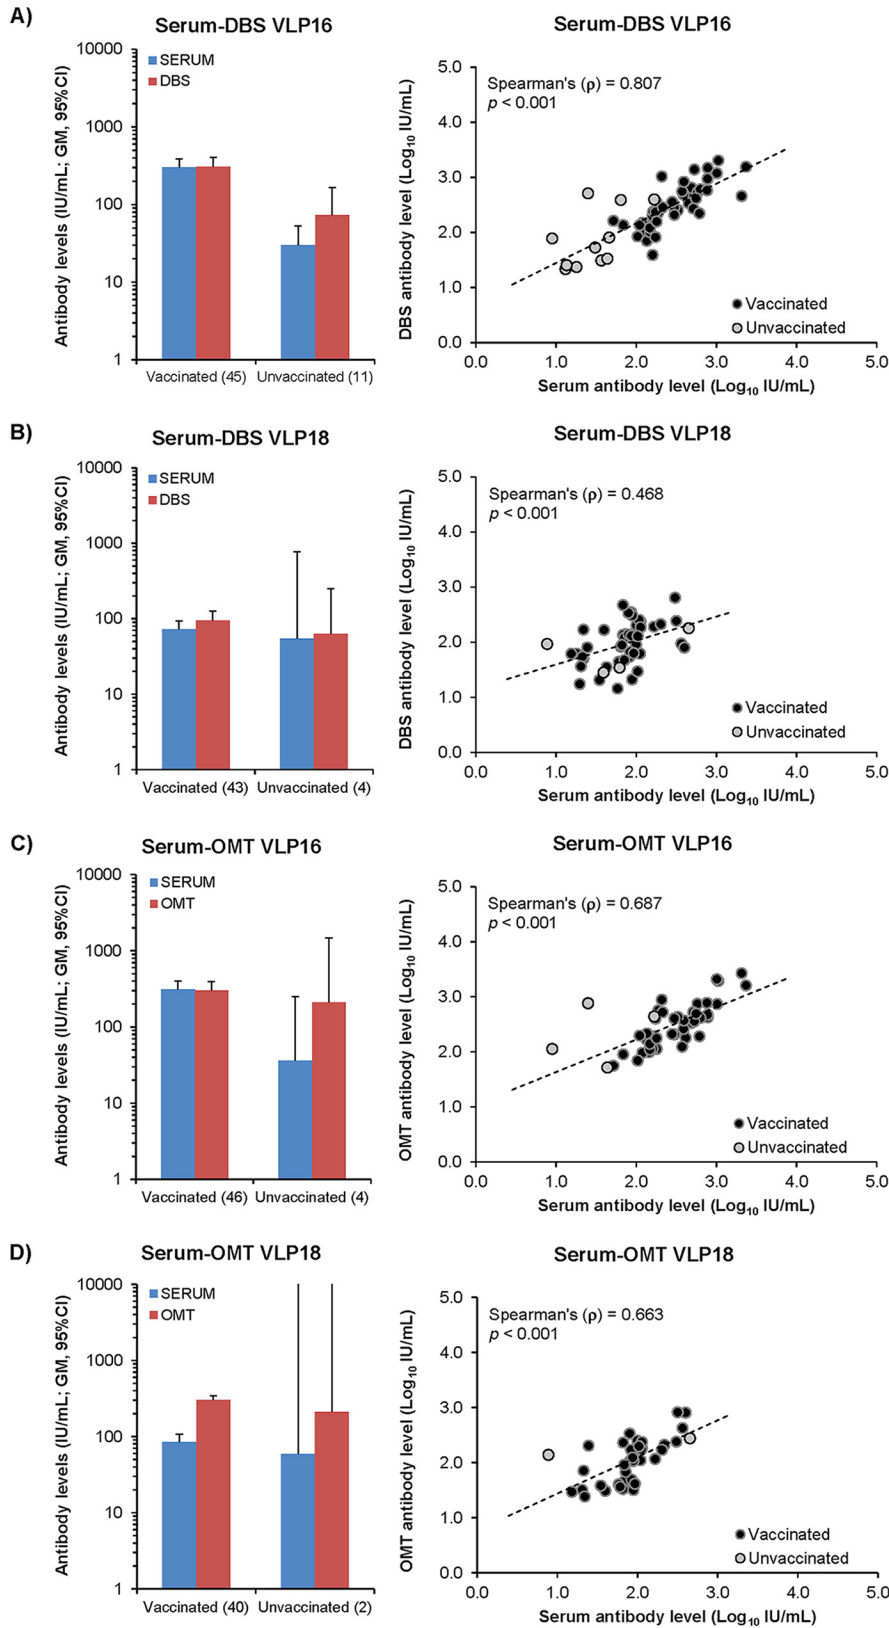 A)
Serum-DBS VLP16
Antibody levels (IU/mL; GM, 95%CI)
10000
1000
100
10
1
SERUM
DBS
Vaccinated (45) Unvaccinated (11)
Serum-DBS VLP16
DBS antibody level (Log10 IU/mL)
5.0
4.0
3.0
2.0
1.0
0.0
Spearman's (ρ) = 0.807
p < 0.001
Vaccinated
Unvaccinated
0.0 1.0 2.0 3.0 4.0 5.0
Serum antibody level (Log10 IU/mL)
B)
Serum-DBS VLP18
Antibody levels (IU/mL; GM, 95%CI)
10000
1000
100
10
1
SERUM
DBS
Vaccinated (43) Unvaccinated (4)
Serum-DBS VLP18
DBS antibody level (Log10 IU/mL)
5.0
4.0
3.0
2.0
1.0
0.0
Spearman's (ρ) = 0.468
p < 0.001
Vaccinated
Unvaccinated
0.0 1.0 2.0 3.0 4.0 5.0
Serum antibody level (Log10 IU/mL)
C)
Serum-OMT VLP16
Antibody levels (IU/mL; GM, 95%CI)
10000
1000
100
10
1
SERUM
OMT
Vaccinated (46) Unvaccinated (4)
Serum-OMT VLP16
OMT antibody level (Log10 IU/mL)
5.0
4.0
3.0
2.0
1.0
0.0
Spearman's (ρ) = 0.687
p < 0.001
Vaccinated
Unvaccinated
0.0 1.0 2.0 3.0 4.0 5.0
Serum antibody level (Log10 IU/mL)
D)
Serum-OMT VLP18
Antibody levels (IU/mL; GM, 95%CI)
10000
1000
100
10
1
SERUM
OMT
Vaccinated (40) Unvaccinated (2)
Serum-OMT VLP18
OMT antibody level (Log10 IU/mL)
5.0
4.0
3.0
2.0
1.0
0.0
Spearman's (ρ) = 0.663
p < 0.001
Vaccinated
Unvaccinated
0.0 1.0 2.0 3.0 4.0 5.0
Serum antibody level (Log10 IU/mL)